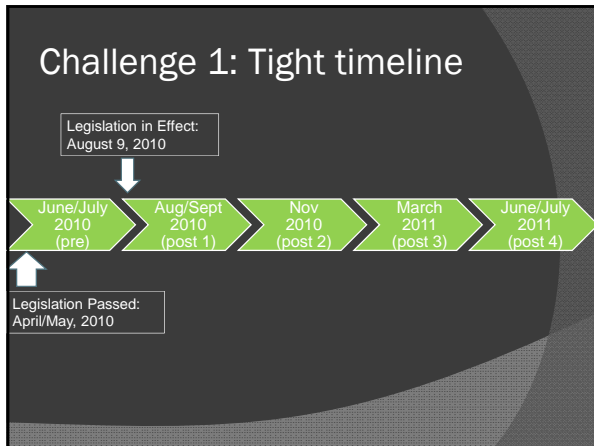 Challenge 1: Tight timeline
Legislation in Effect:
August 9, 2010
June/July
2010
(pre)
Aug/Sept
2010
(post 1)
Nov
2010
(post 2)
March
2011
(post 3)
June/July
2011
(post 4)
Legislation Passed:
April/May, 2010